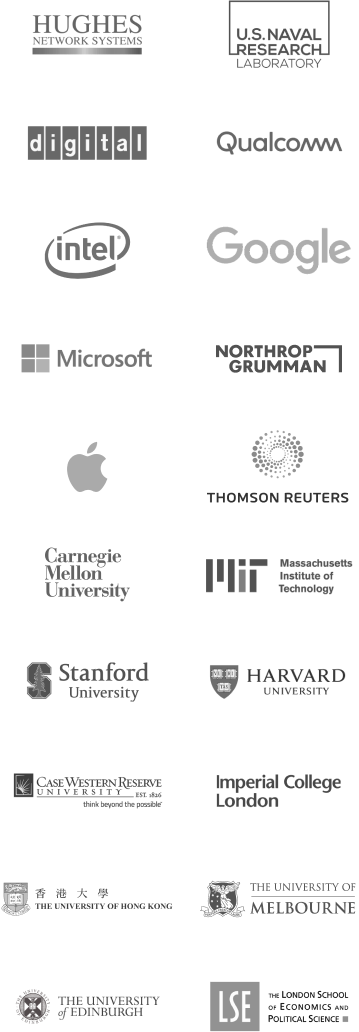 HUGHES
NETWORK SYSTEMS
U.S. NAVAL
RESEARCH
LABORATORY
digital
Qualcomm
intel
Google
Microsoft
NORTHROP
GRUMMAN
THOMSON REUTERS
Carnegie
Mellon
University
MIT
Massachusetts
Institute of
Technology
Stanford
University
HARVARD
UNIVERSITY
CASE WESTERN RESERVE
UNIVERSITY EST. 1826
think beyond the possible®
Imperial College
London
香港大學
THE UNIVERSITY OF HONG KONG
THE UNIVERSITY OF
MELBOURNE
THE UNIVERSITY
of EDINBURGH
LSE
THE LONDON SCHOOL
OF ECONOMICS AND
POLITICAL SCIENCE